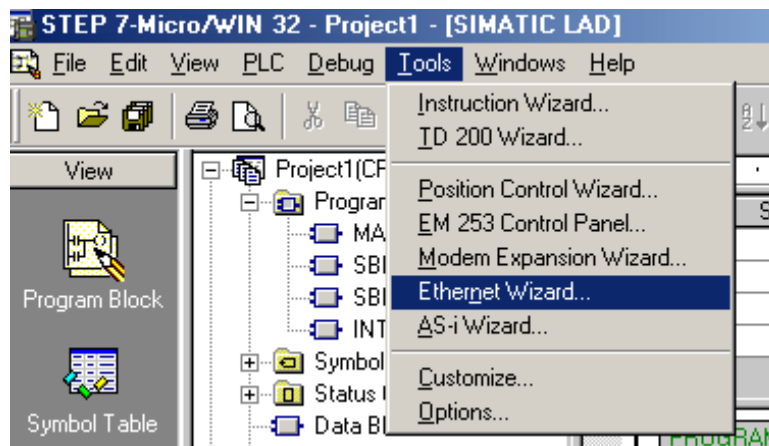 STEP 7-Micro/WIN 32 - Project1 - [SIMATIC LAD]
File Edit View PLC Debug Tools Windows Help
Instruction Wizard...
TD 200 Wizard...
Position Control Wizard...
EM 253 Control Panel...
Modem Expansion Wizard...
Ethernet Wizard...
AS-i Wizard...
Customize...
Options...
View
Program Block
Symbol Table
Project1(CP
Program
MA
SBI
SBI
INT
Symbol
Status
Data Bl
PROGRAM